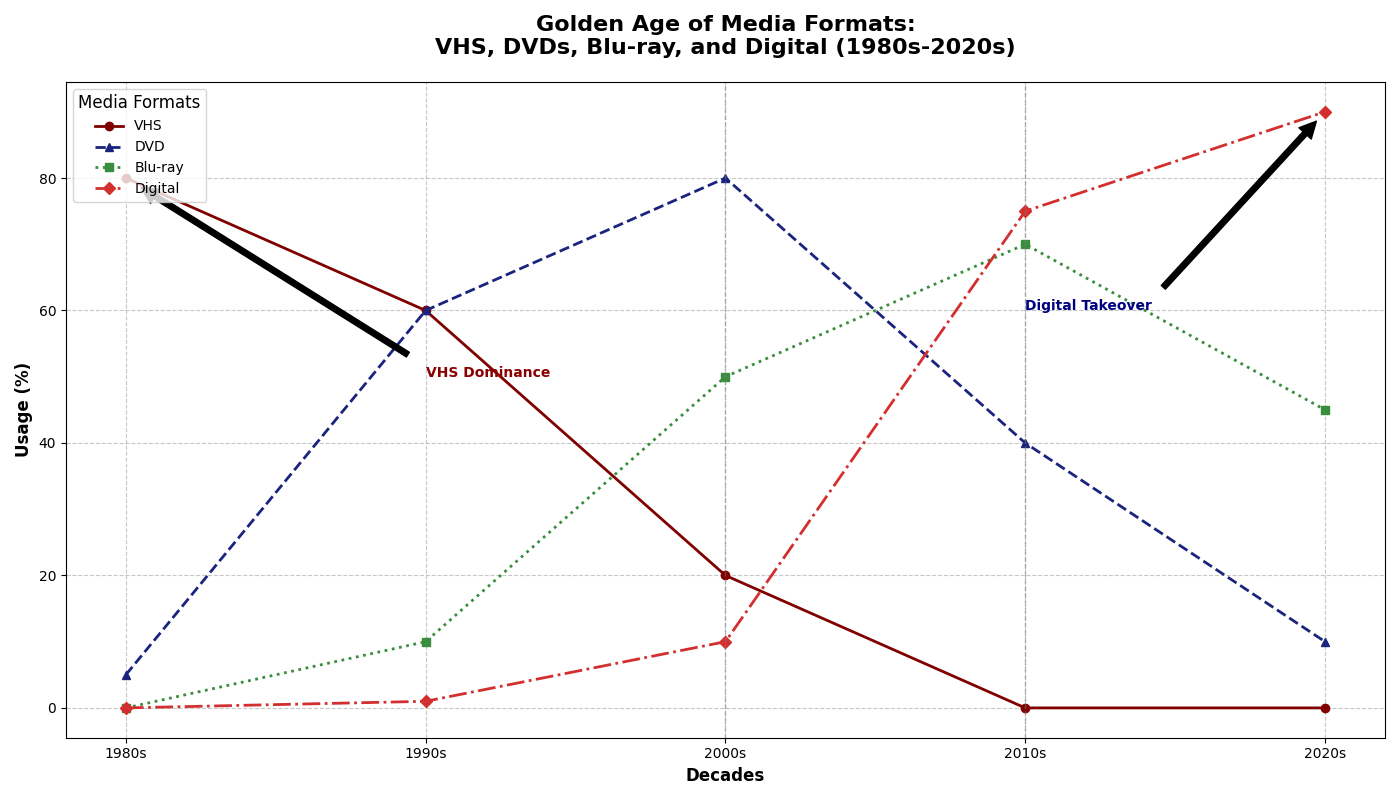 Golden Age of Media Formats:
VHS, DVDs, Blu-ray, and Digital (1980s-2020s)
Media Formats
VHS
DVD
Blu-ray
Digital
80
60
40
20
0
Usage (%)
VHS Dominance
Digital Takeover
1980s
1990s
2000s
2010s
2020s
Decades